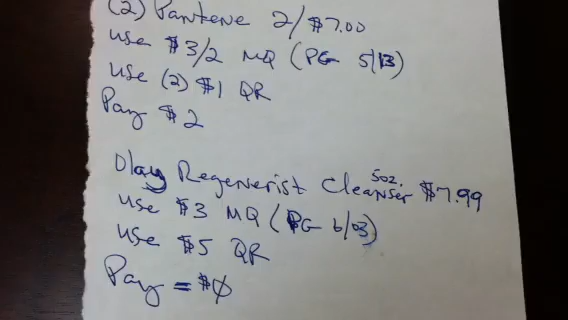 (2) Pantene 2/$7.00
use $3/2 MQ (PG 5/13)
use (2) $1 QR
Pay $2
Olay Regenerist Cleanser 5oz. $7.99
use $3 MQ (PG 6/03)
use $5 QR
Pay = $0